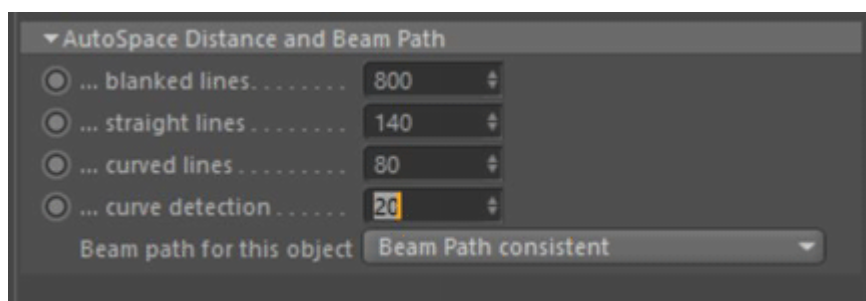 AutoSpace Distance and Beam Path
... blanked lines........ 800
... straight lines........ 140
... curved lines......... 80
... curve detection...... 20
Beam path for this object Beam Path consistent